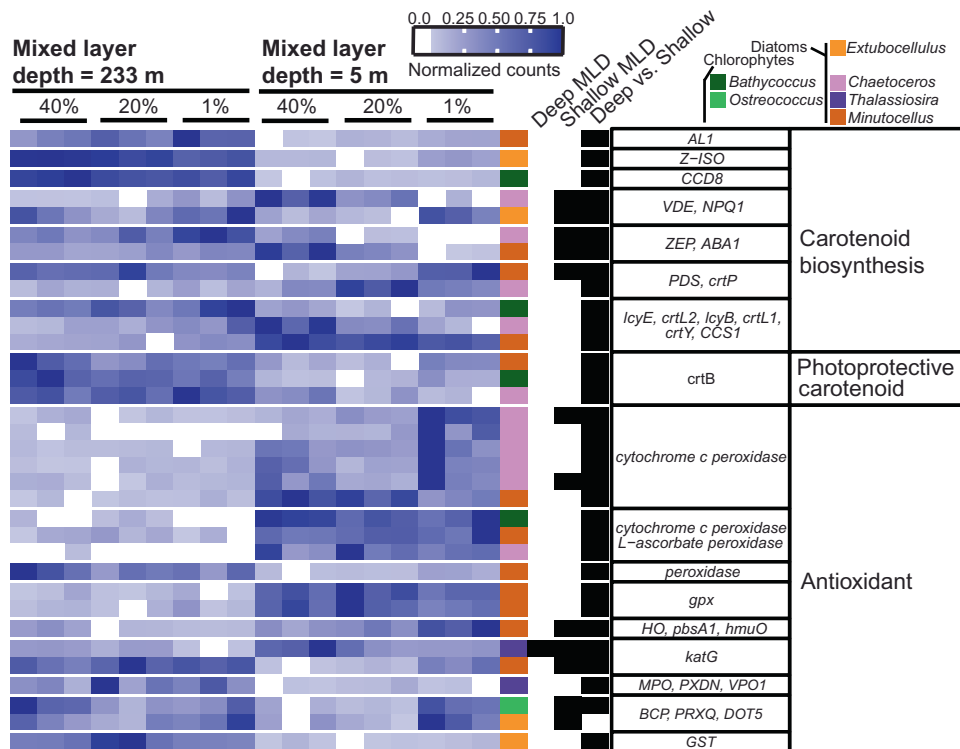 0.0 0.25 0.50 0.75 1.0
Normalized counts
Mixed layer
depth = 233 m
Mixed layer
depth = 5 m
40% 20% 1% 40% 20% 1%
Deep MLD
Shallow MLD
Deep vs. Shallow
Chlorophytes
Bathycoccus
Ostreococcus
Diatoms
Extubocellulus
Chaetoceros
Thalassiosira
Minutocellus
AL1
Z−ISO
CCD8
VDE, NPQ1
ZEP, ABA1
PDS, crtP
lcyE, crtL2, lcyB, crtL1,
crtY, CCS1
Carotenoid
biosynthesis
crtB
Photoprotective
carotenoid
cytochrome c peroxidase
cytochrome c peroxidase
L−ascorbate peroxidase
peroxidase
gpx
HO, pbsA1, hmuO
katG
MPO, PXDN, VPO1
BCP, PRXQ, DOT5
GST
Antioxidant